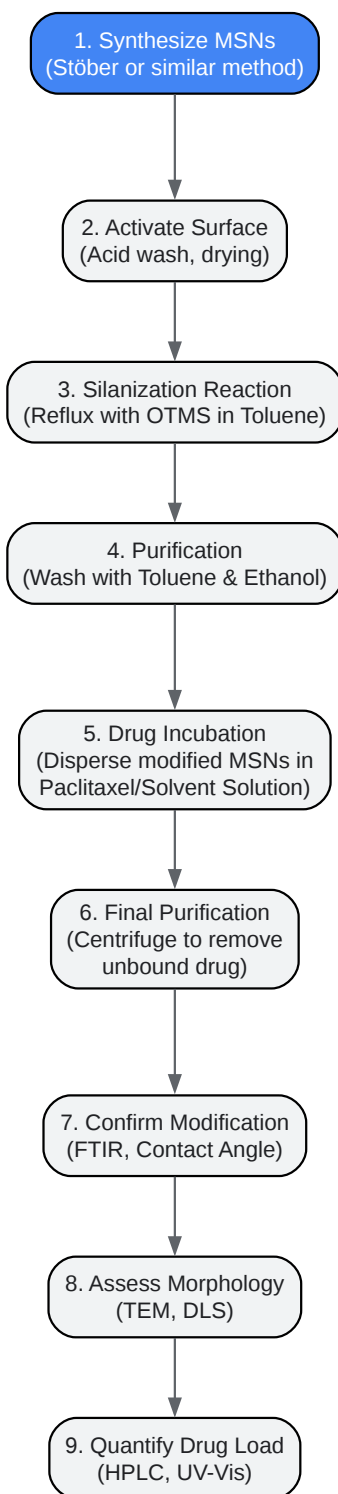 1. Synthesize MSNs
(Stöber or similar method)
2. Activate Surface
(Acid wash, drying)
3. Silanization Reaction
(Reflux with OTMS in Toluene)
4. Purification
(Wash with Toluene & Ethanol)
5. Drug Incubation
(Disperse modified MSNs in
Paclitaxel/Solvent Solution)
6. Final Purification
(Centrifuge to remove
unbound drug)
7. Confirm Modification
(FTIR, Contact Angle)
8. Assess Morphology
(TEM, DLS)
9. Quantify Drug Load
(HPLC, UV-Vis)